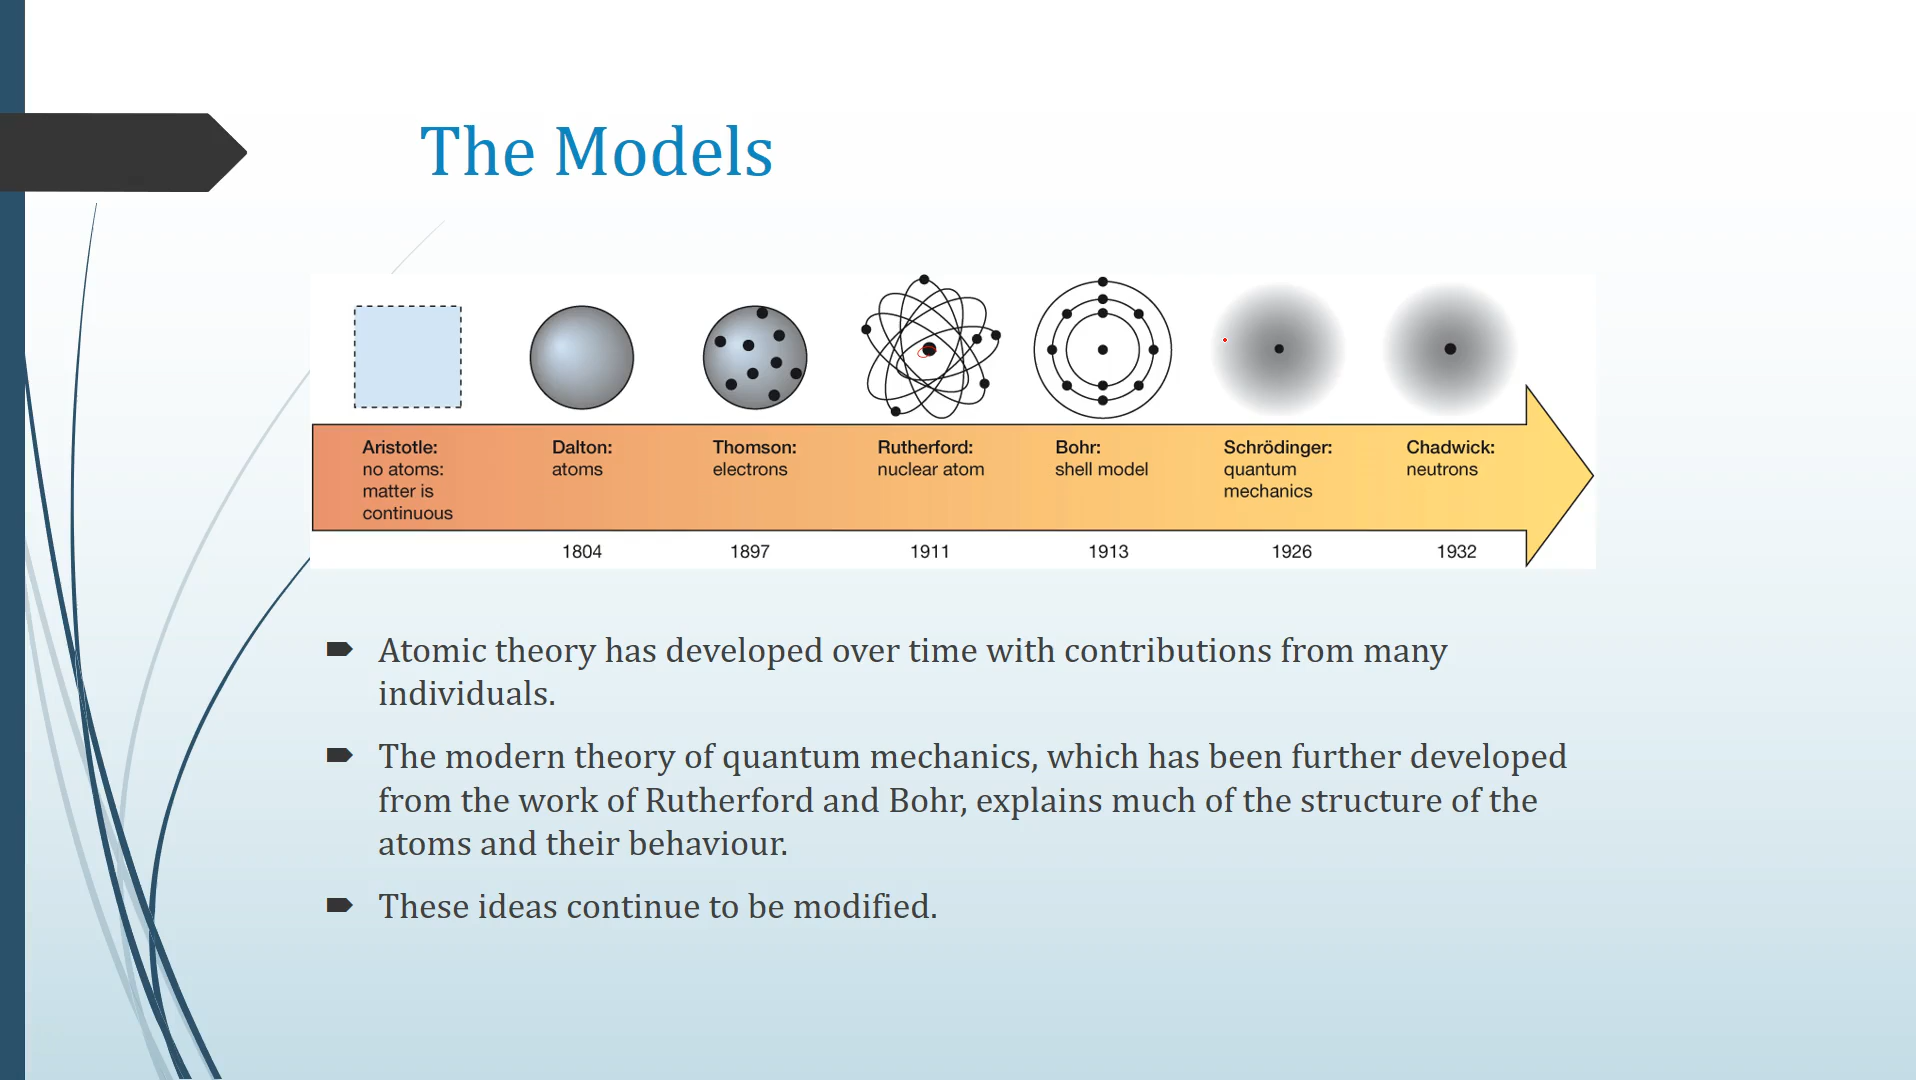 The Models
Aristotle:
no atoms:
matter is
continuous
Dalton:
atoms
Thomson:
electrons
Rutherford:
nuclear atom
Bohr:
shell model
Schrödinger:
quantum
mechanics
Chadwick:
neutrons
1804
1897
1911
1913
1926
1932
Atomic theory has developed over time with contributions from many
individuals.
The modern theory of quantum mechanics, which has been further developed
from the work of Rutherford and Bohr, explains much of the structure of the
atoms and their behaviour.
These ideas continue to be modified.